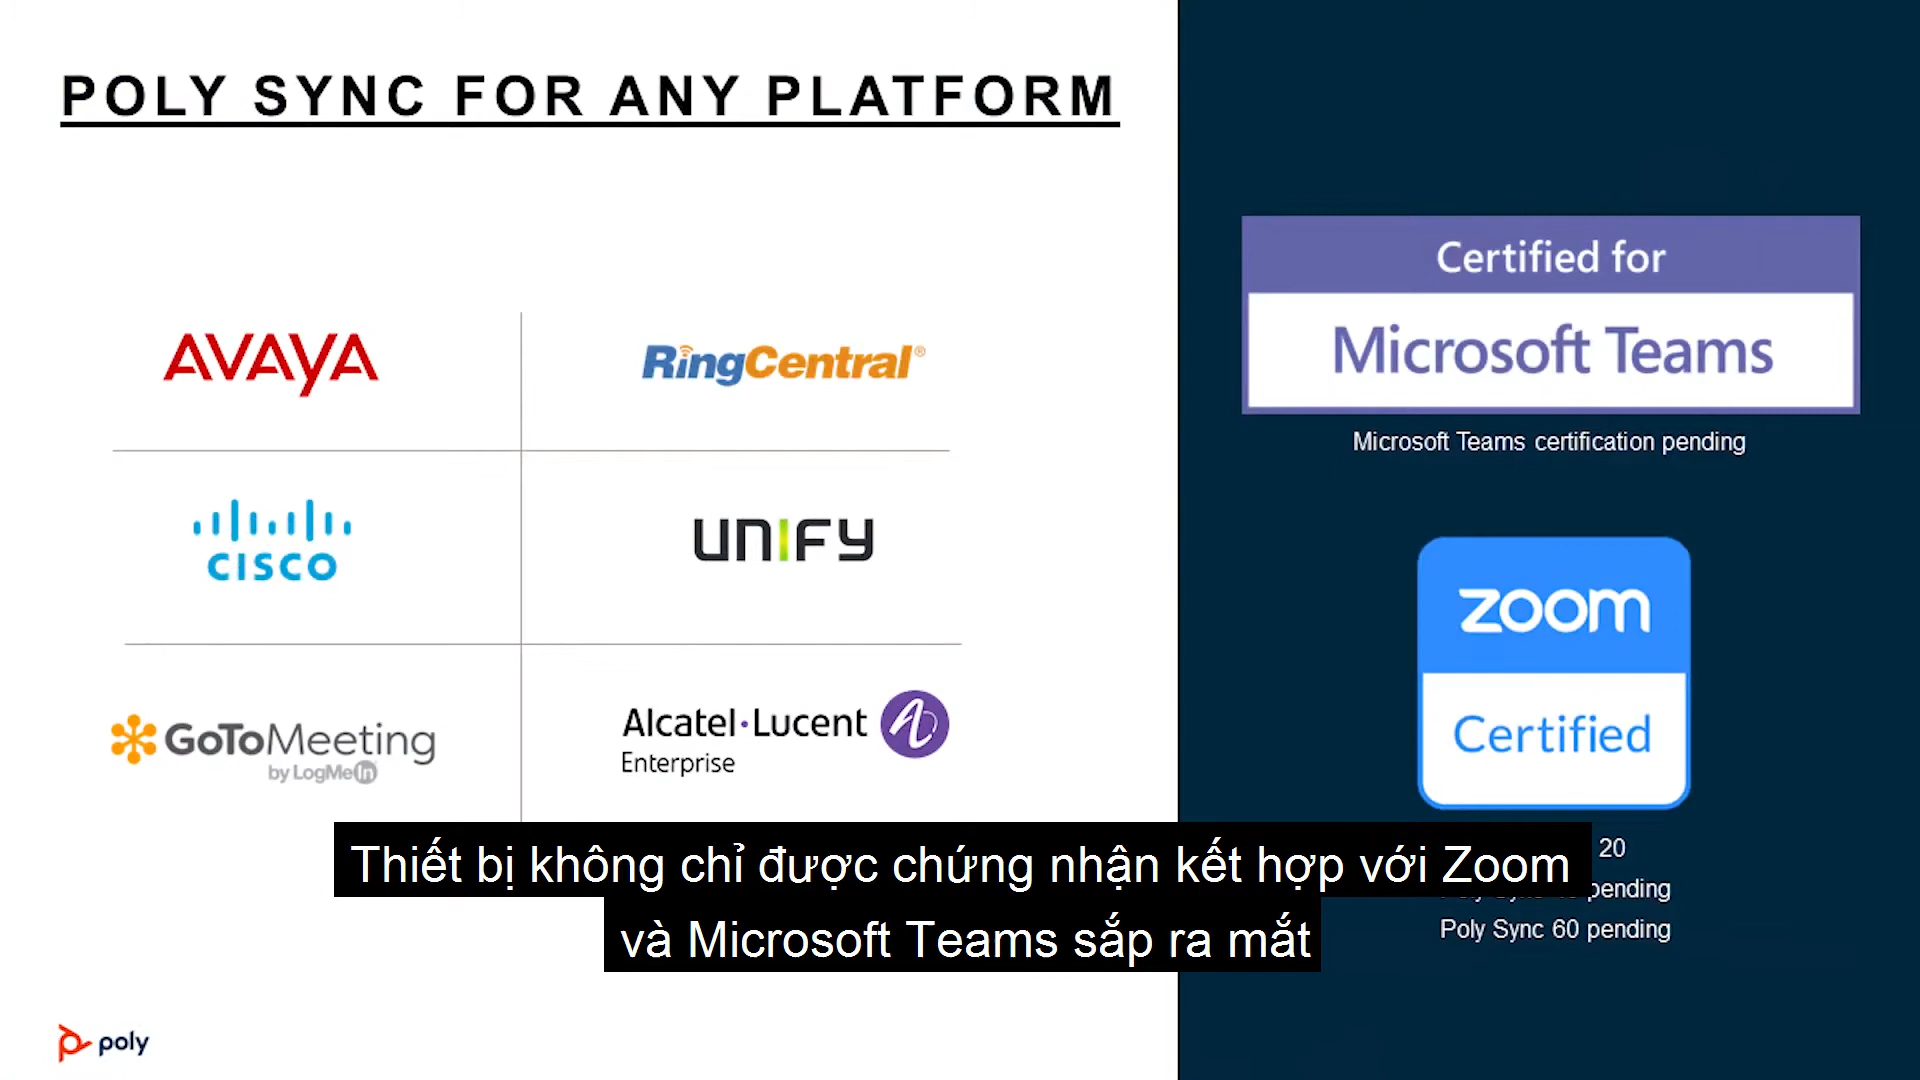 POLY SYNC FOR ANY PLATFORM
AVAYA
RingCentral®
CISCO
UNIFY
GoToMeeting
by LogMeIn
Alcatel·Lucent
Enterprise
Certified for
Microsoft Teams
Microsoft Teams certification pending
zoom
Certified
20
pending
Poly Sync 60 pending
Thiết bị không chỉ được chứng nhận kết hợp với Zoom
và Microsoft Teams sắp ra mắt
poly